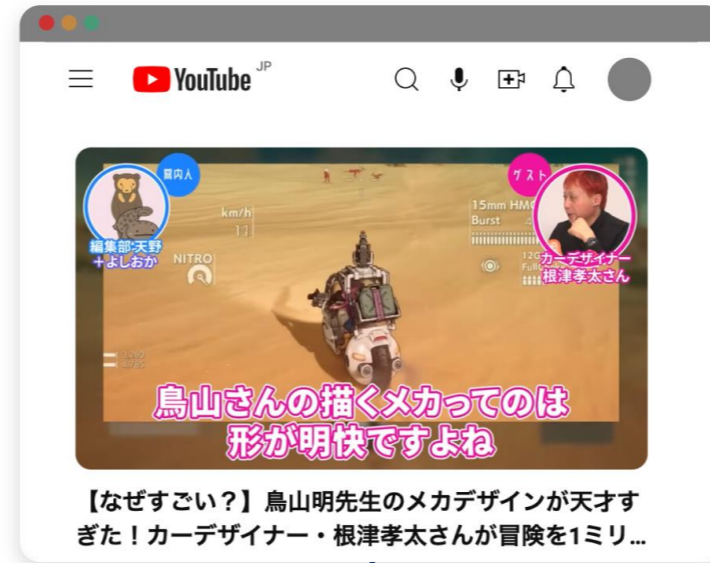 YouTube JP
案内人
ゲスト
km/h
11
15mm HMG
Burst
編集部・天野
+よしおか
NITRO
カーデザイナー
根津孝太さん
鳥山さんの描くメカってのは
形が明快ですよね
【なぜすごい？】鳥山明先生のメカデザインが天才す
ぎた！カーデザイナー・根津孝太さんが冒険を1ミリ...